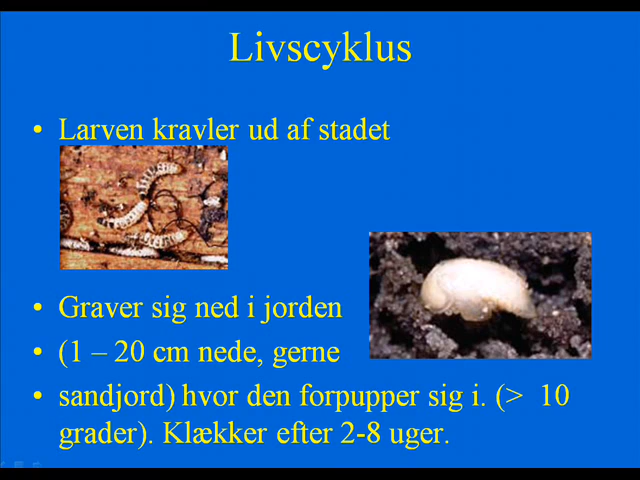 Livscyklus
• Larven kravler ud af stadet
• Graver sig ned i jorden
• (1 – 20 cm nede, gerne
• sandjord) hvor den forpupper sig i. (> 10
grader). Klækker efter 2-8 uger.